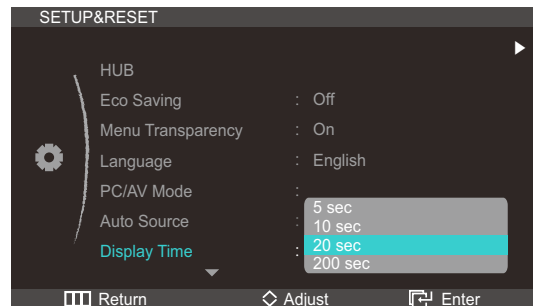 SETUP&RESET
HUB
Eco Saving : Off
Menu Transparency : On
Language : English
PC/AV Mode :
Auto Source :
Display Time :
5 sec
10 sec
20 sec
200 sec
Return Adjust Enter